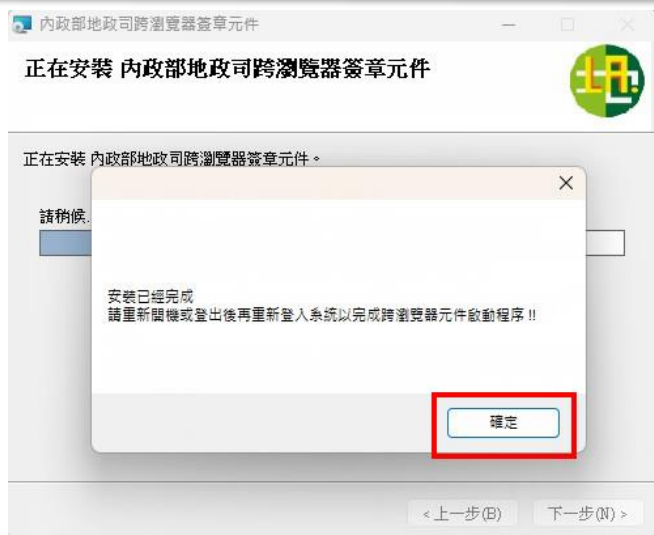 內政部地政司跨瀏覽器簽章元件
正在安裝 內政部地政司跨瀏覽器簽章元件
正在安裝 內政部地政司跨瀏覽器簽章元件。
請稍候.
安裝已經完成
請重新開機或登出後再重新登入系統以完成跨瀏覽器元件啟動程序 !!
確定
<上一步(B)
下一步(N) >